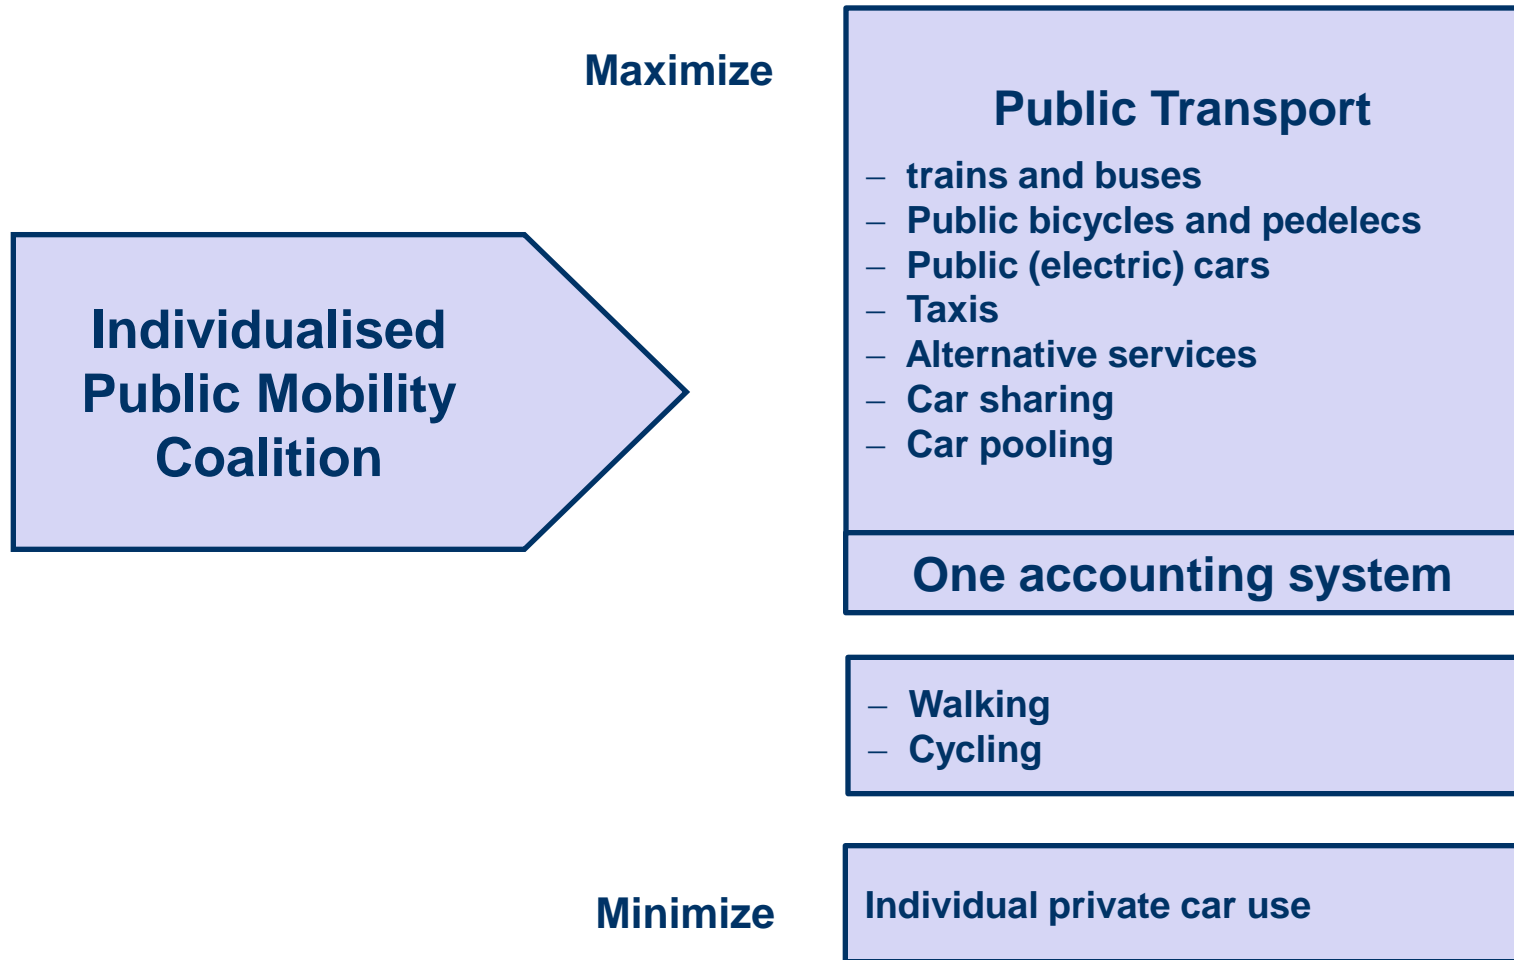 Maximize
Public Transport
– trains and buses
– Public bicycles and pedelecs
– Public (electric) cars
– Taxis
– Alternative services
– Car sharing
– Car pooling
Individualised
Public Mobility
Coalition
One accounting system
– Walking
– Cycling
Minimize
Individual private car use